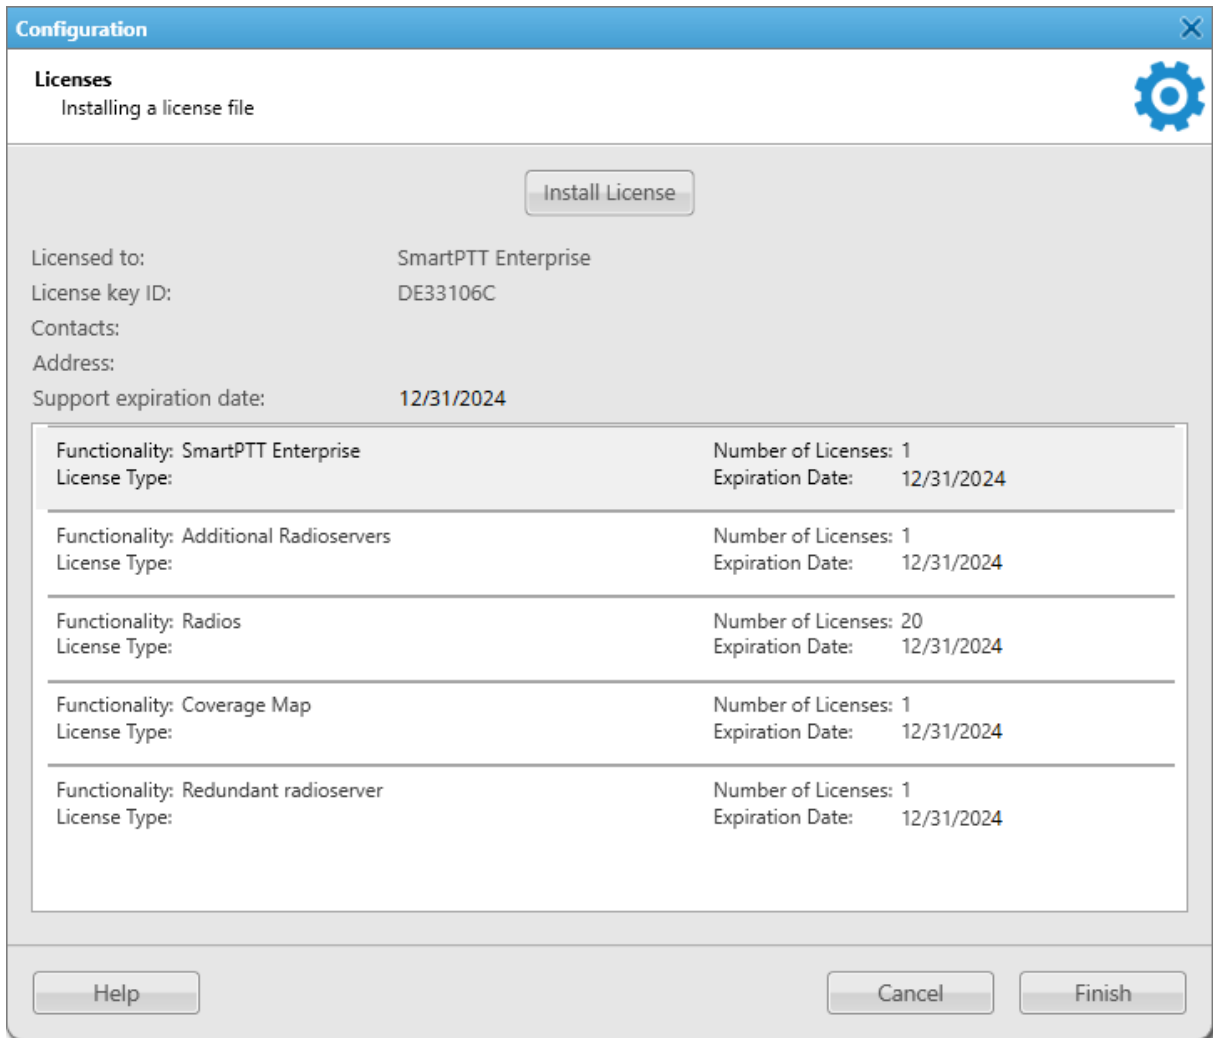 Configuration
Licenses
Installing a license file
Install License
Licensed to: SmartPTT Enterprise
License key ID: DE33106C
Contacts:
Address:
Support expiration date: 12/31/2024
Functionality: SmartPTT Enterprise Number of Licenses: 1
License Type: Expiration Date: 12/31/2024
Functionality: Additional Radioservers Number of Licenses: 1
License Type: Expiration Date: 12/31/2024
Functionality: Radios Number of Licenses: 20
License Type: Expiration Date: 12/31/2024
Functionality: Coverage Map Number of Licenses: 1
License Type: Expiration Date: 12/31/2024
Functionality: Redundant radioserver Number of Licenses: 1
License Type: Expiration Date: 12/31/2024
Help Cancel Finish